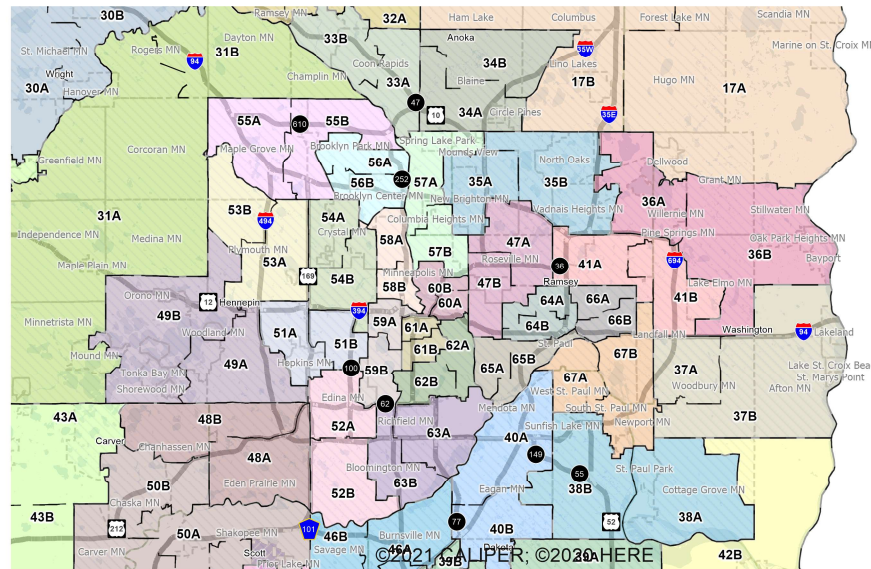 Ramsey MN
32A
Ham Lake
Columbus
Forest Lake MN
Scandia MN
30B
Dayton MN
33B
Anoka
Marine on St. Croix M
St. Michael MN
Rogers MN
31B
Coon Rapids
34B
35W
Lino Lakes
Wright
94
Champlin MN
33A
Blaine
17B
Hugo MN
17A
30A
Hanover MN
47
10
34A
Circle Pines
35E
55A
610
55B
Corcoran MN
Maple Grove MN
Brooklyn Park MN
Spring Lake Park
Mounds View
56A
North Oaks
Dellwood
Greenfield MN
56B
252
57A
35A
35B
Grant MN
Brooklyn Center MN
New Brighton MN
36A
Stillwater MN
31A
53B
54A
Columbia Heights MN
Vadnais Heights MN
Willernie MN
494
Crystal MN
Pine Springs MN
Independence MN
Medina MN
Plymouth MN
58A
47A
Oak Park Heights MN
57B
Roseville MN
36B
Bayport
Maple Plain MN
53A
169
54B
Minneapolis MN
36
41A
694
58B
60B
47B
Ramsey
Lake Elmo MN
Orono MN
12
Hennepin
60A
64A
66A
41B
49B
394
59A
61A
64B
66B
Minnetrista MN
Woodland MN
51A
51B
61B
62A
Landfall MN
Washington
94
Lakeland
St. Paul
Mound MN
49A
Hopkins MN
100
59B
65A
65B
67B
Lake St. Croix Bea
Tonka Bay MN
62B
67A
37A
St. Marys Point
Shorewood MN
Edina MN
62
West St. Paul MN
Woodbury MN
Afton MN
43A
48B
Richfield MN
Mendota MN
South St. Paul MN
37B
52A
63A
Sunfish Lake MN
Newport MN
Carver
Chanhassen MN
40A
48A
Bloomington MN
149
St. Paul Park
50B
Eden Prairie MN
63B
55
52B
Eagan MN
38B
Cottage Grove MN
Chaska MN
43B
38A
212
50A
Shakopee MN
101
46B
Burnsville MN
77
40B
52
Carver MN
Scott
Savage MN
46A
Dakota
39A
42B
Prior Lake MN
39B
©2021 CALIPER; ©2020 HERE